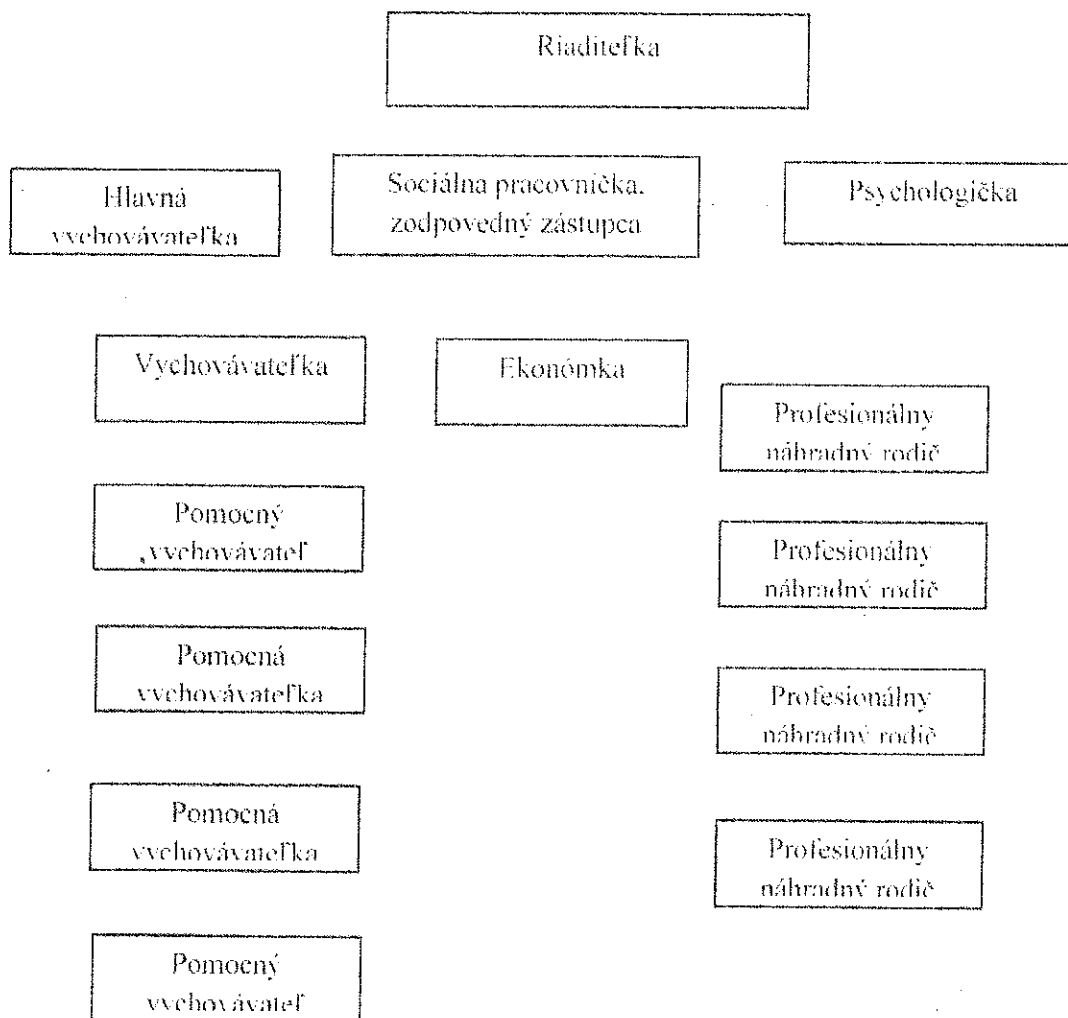 Riaditeľka
Hlavná
vychovávateľka
Sociálna pracovníčka,
zodpovedný zástupca
Psychologička
Vychovávateľka
Ekonómka
Profesionálny
náhradný rodič
Pomocný
vychovávateľ
Profesionálny
náhradný rodič
Pomocná
vychovávateľka
Profesionálny
náhradný rodič
Pomocná
vychovávateľka
Profesionálny
náhradný rodič
Pomocný
vychovávateľ